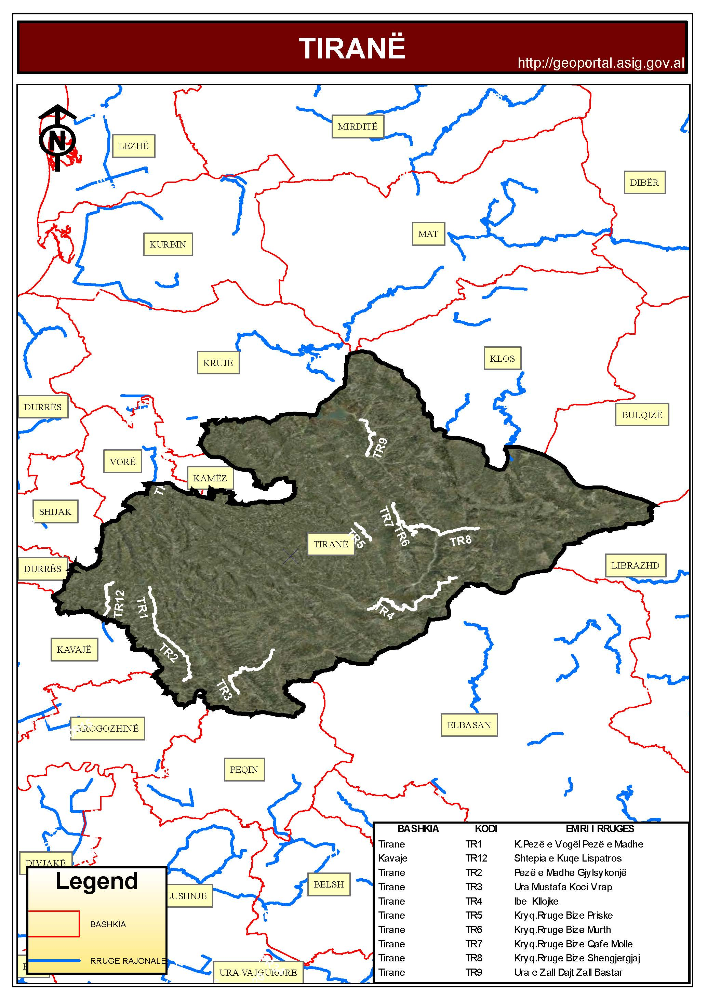 TIRANË
http://geoportal.asig.gov.al
N
MIRDITË
LEZHË
DIBËR
MAT
KURBIN
KRUJË
KLOS
DURRËS
BULQIZË
TR9
VORË
KAMËZ
SHIJAK
TR7
TR6
TR5
TR8
TIRANË
DURRËS
LIBRAZHD
TR12
TR1
TR4
KAVAJË
TR2
TR3
RROGOZHINË
ELBASAN
PEQIN
DIVJAKË
LUSHNJE
BELSH
URA VAJGURORE
Legend
BASHKIA
RRUGE RAJONALE
BASHKIA KODI EMRI I RRUGES
Tirane TR1 K.Pezë e Vogël Pezë e Madhe
Kavaje TR12 Shtepia e Kuqe Lispatros
Tirane TR2 Pezë e Madhe Gjylsykonjë
Tirane TR3 Ura Mustafa Koci Vrap
Tirane TR4 Ibe Kllojke
Tirane TR5 Kryq.Rruge Bize Priske
Tirane TR6 Kryq.Rruge Bize Murth
Tirane TR7 Kryq.Rruge Bize Qafe Molle
Tirane TR8 Kryq.Rruge Bize Shengjergjaj
Tirane TR9 Ura e Zall Dajt Zall Bastar